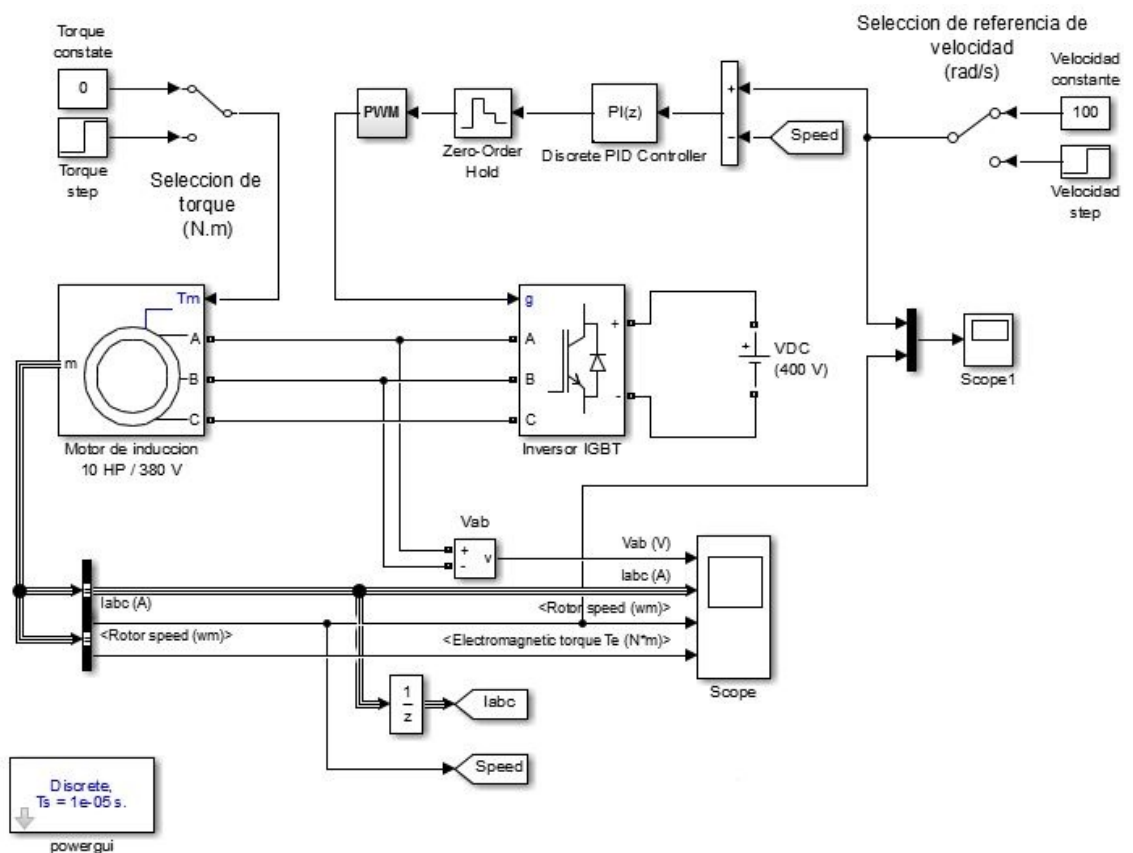 Torque
constate
0
Torque
step
Seleccion de
torque
(N.m)
PWM
Zero-Order
Hold
PI(z)
Discrete PID Controller
+
−
Speed
Seleccion de referencia de
velocidad
(rad/s)
Velocidad
constante
100
Velocidad
step
Tm
m
A
B
C
Motor de induccion
10 HP / 380 V
g
A
B
C
+
-
Inversor IGBT
+
VDC
(400 V)
Scope1
Vab
+
-
v
Vab (V)
Iabc (A)
<Rotor speed (wm)>
<Electromagnetic torque Te (N*m)>
Scope
Iabc (A)
<Rotor speed (wm)>
1
z
Iabc
Speed
Discrete,
Ts = 1e-05 s.
powergui